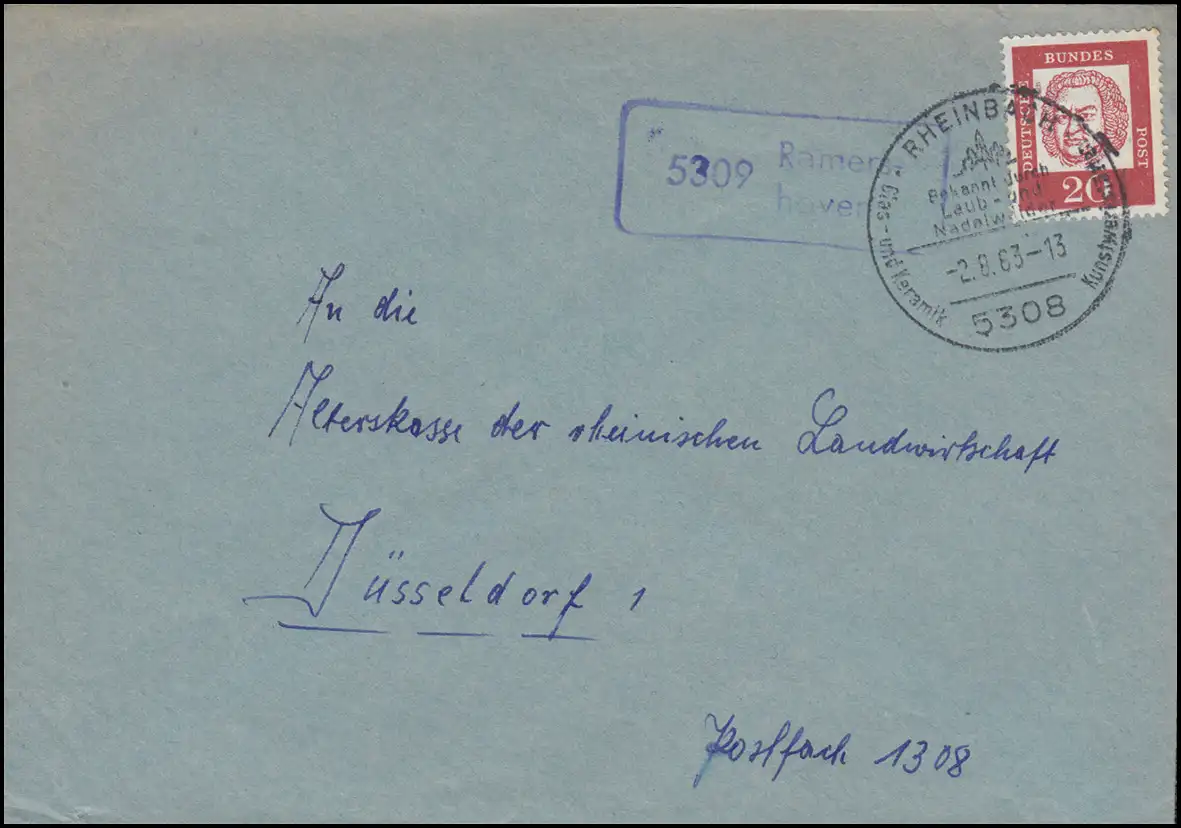 DEUTSCHE
BUNDES
POST
20
5309 Ramers-
hoven
RHEINBACH
Bekannt durch
Laub- und
Nadelwälder
Glas- und Keramik
Kunstwerkstätten
-2.8.63-13
5308
An die
Alterskasse der rheinischen Landwirtschaft
Düsseldorf 1
Postfach 1308